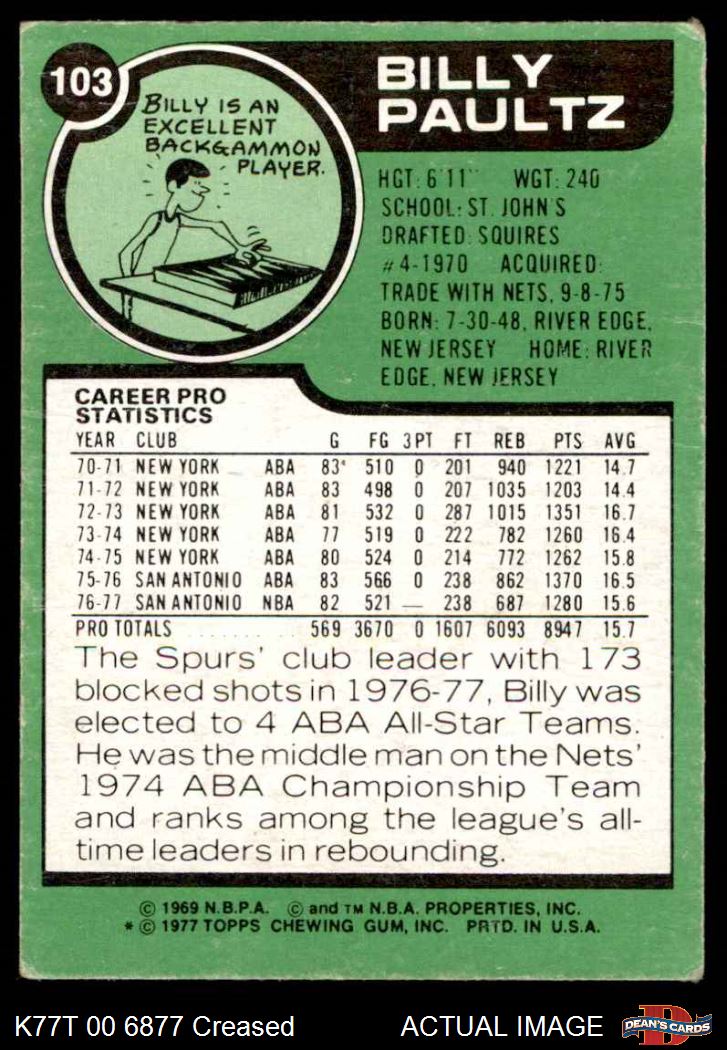 103
BILLY IS AN
EXCELLENT
BACKGAMMON
PLAYER.
BILLY
PAULTZ
HGT: 6'11" WGT: 240
SCHOOL: ST. JOHN'S
DRAFTED: SQUIRES
#4-1970 ACQUIRED:
TRADE WITH NETS, 9-8-75
BORN: 7-30-48, RIVER EDGE,
NEW JERSEY HOME: RIVER
EDGE, NEW JERSEY
CAREER PRO
STATISTICS
YEAR CLUB G FG 3PT FT REB PTS AVG
70-71 NEW YORK ABA 83* 510 0 201 940 1221 14.7
71-72 NEW YORK ABA 83 498 0 207 1035 1203 14.4
72-73 NEW YORK ABA 81 532 0 287 1015 1351 16.7
73-74 NEW YORK ABA 77 519 0 222 782 1260 16.4
74-75 NEW YORK ABA 80 524 0 214 772 1262 15.8
75-76 SAN ANTONIO ABA 83 566 0 238 862 1370 16.5
76-77 SAN ANTONIO NBA 82 521 — 238 687 1280 15.6
PRO TOTALS ........ 569 3670 0 1607 6093 8947 15.7
The Spurs' club leader with 173
blocked shots in 1976-77, Billy was
elected to 4 ABA All-Star Teams.
He was the middle man on the Nets'
1974 ABA Championship Team
and ranks among the league's all-
time leaders in rebounding.
© 1969 N.B.P.A. © and TM N.B.A. PROPERTIES, INC.
* © 1977 TOPPS CHEWING GUM, INC. PRTD. IN U.S.A.
K77T 00 6877 Creased ACTUAL IMAGE
D
DEAN'S CARDS